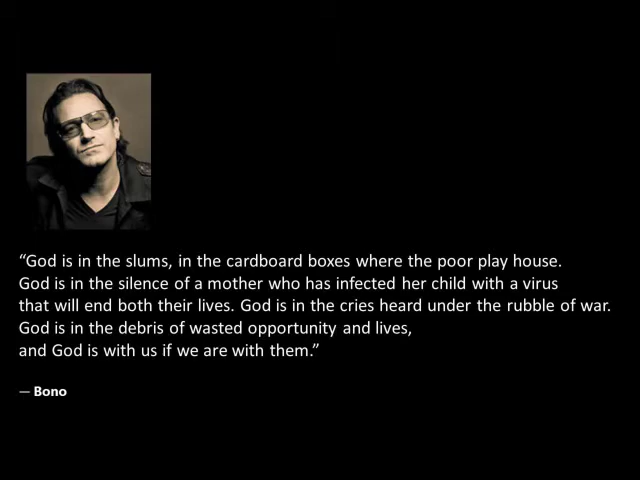 “God is in the slums, in the cardboard boxes where the poor play house.
God is in the silence of a mother who has infected her child with a virus
that will end both their lives. God is in the cries heard under the rubble of war.
God is in the debris of wasted opportunity and lives,
and God is with us if we are with them.”
— Bono